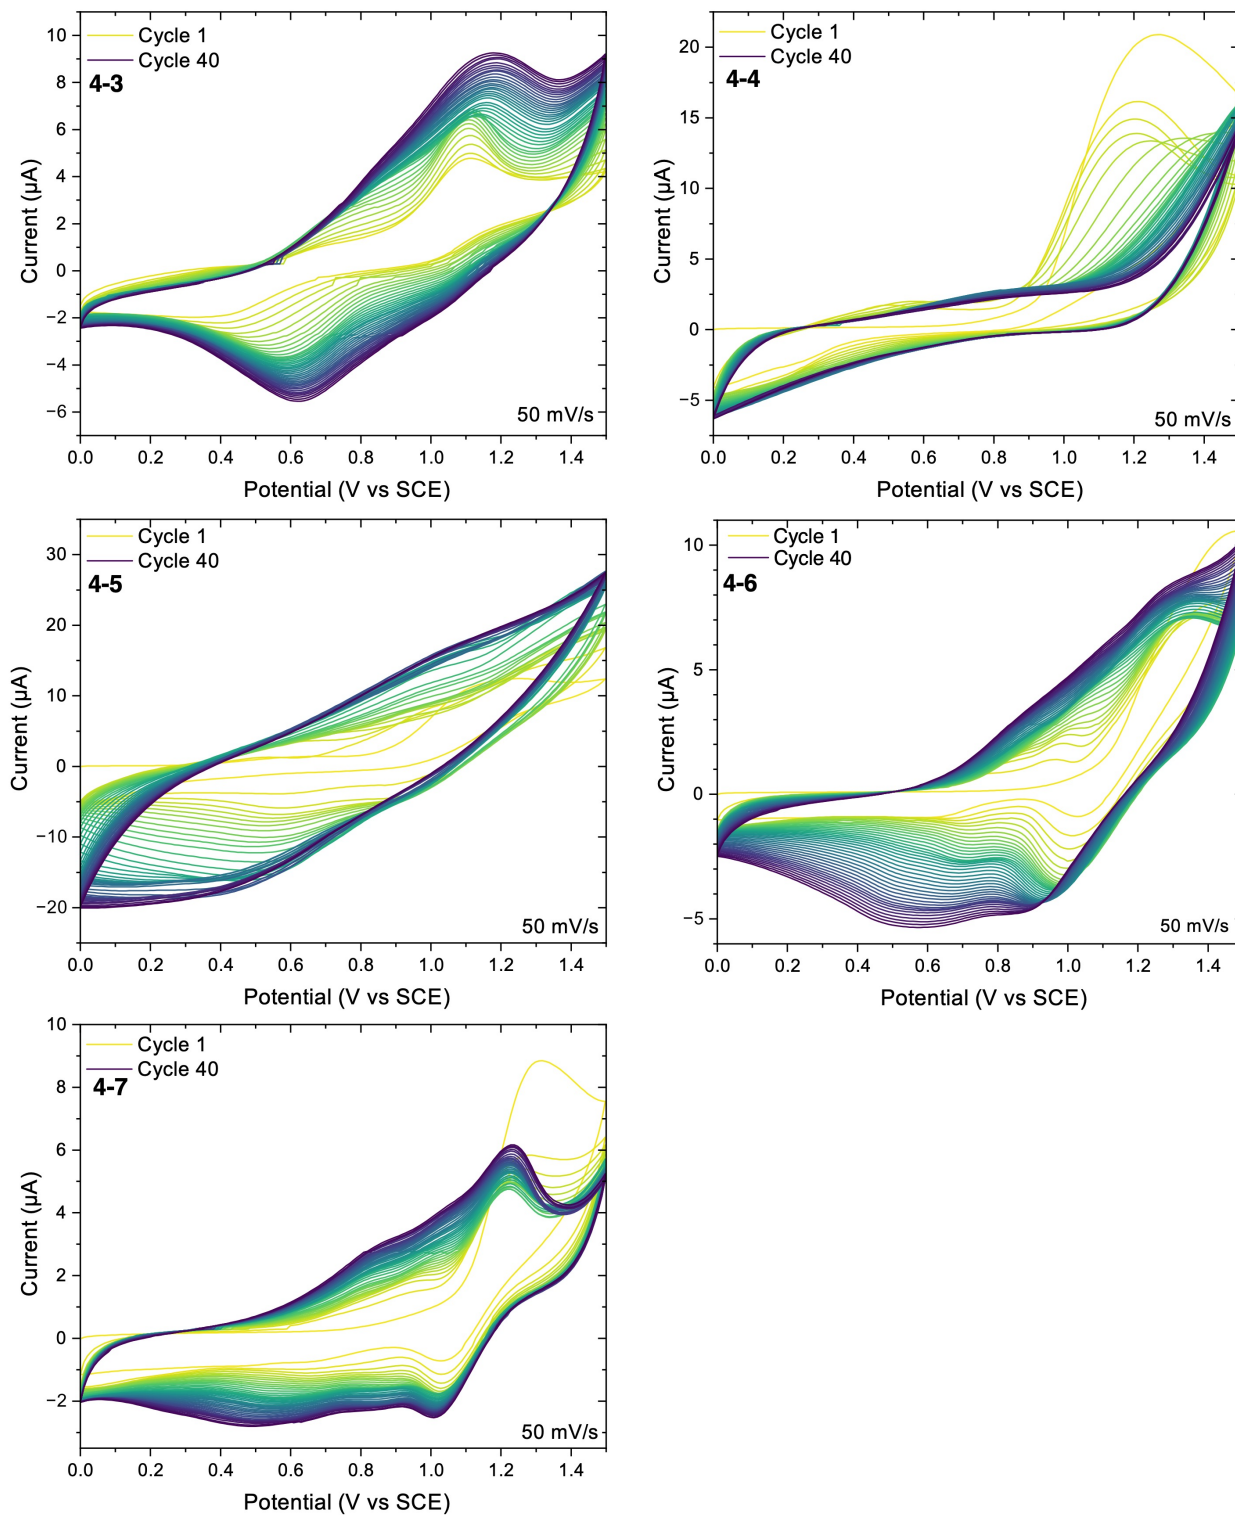 Cycle 1
Cycle 40
4-3
10
8
6
4
2
0
−2
−4
−6
Current (µA)
50 mV/s
0.0 0.2 0.4 0.6 0.8 1.0 1.2 1.4
Potential (V vs SCE)
Cycle 1
Cycle 40
4-4
20
15
10
5
0
−5
Current (µA)
50 mV/s
0.0 0.2 0.4 0.6 0.8 1.0 1.2 1.4
Potential (V vs SCE)
Cycle 1
Cycle 40
4-5
30
20
10
0
−10
−20
Current (µA)
50 mV/s
0.0 0.2 0.4 0.6 0.8 1.0 1.2 1.4
Potential (V vs SCE)
Cycle 1
Cycle 40
4-6
10
5
0
−5
Current (µA)
50 mV/s
0.0 0.2 0.4 0.6 0.8 1.0 1.2 1.4
Potential (V vs SCE)
Cycle 1
Cycle 40
4-7
10
8
6
4
2
0
−2
Current (µA)
50 mV/s
0.0 0.2 0.4 0.6 0.8 1.0 1.2 1.4
Potential (V vs SCE)